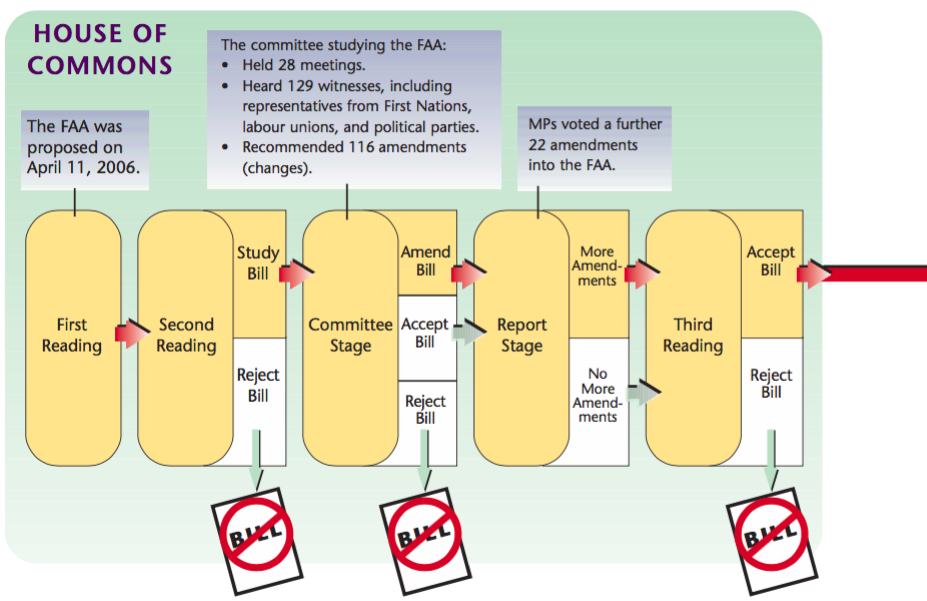 HOUSE OF
COMMONS
The FAA was
proposed on
April 11, 2006.
The committee studying the FAA:
• Held 28 meetings.
• Heard 129 witnesses, including
representatives from First Nations,
labour unions, and political parties.
• Recommended 116 amendments
(changes).
MPs voted a further
22 amendments
into the FAA.
First
Reading
Second
Reading
Study
Bill
Reject
Bill
Committee
Stage
Amend
Bill
Accept
Bill
Reject
Bill
Report
Stage
More
Amend-
ments
No
More
Amend-
ments
Third
Reading
Accept
Bill
Reject
Bill
BILL
BILL
BILL